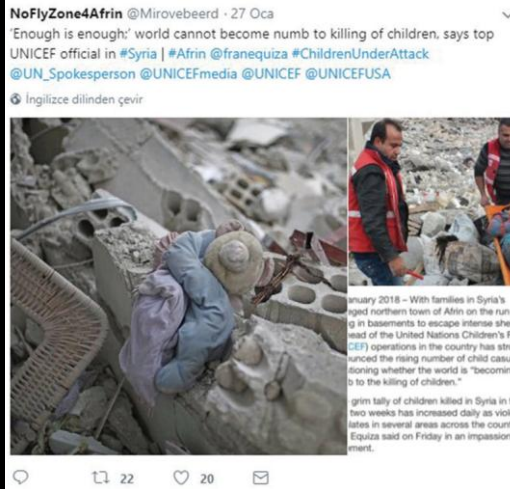 NoFlyZone4Afrin @Mirovebeerd · 27 Oca
'Enough is enough:' world cannot become numb to killing of children, says top
UNICEF official in #Syria | #Afrin @franequiza #ChildrenUnderAttack
@UN_Spokesperson @UNICEFmedia @UNICEF @UNICEFUSA
İngilizce dilinden çevir
anuary 2018 – With families in Syria's
aged northern town of Afrin on the run
g in basements to escape intense she
ead of the United Nations Children's F
CEF) operations in the country has str
unced the rising number of child casu
tioning whether the world is "becomin
b to the killing of children."
grim tally of children killed in Syria in
two weeks has increased daily as viol
lates in several areas across the coun
Equiza said on Friday in an impassion
ment.
22 20